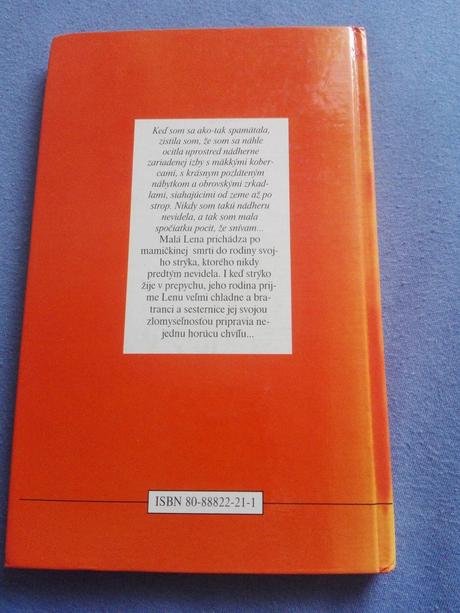 Keď som sa ako-tak spamätala,
zistila som, že som sa náhle
ocitla uprostred nádherne
zariadenej izby s mäkkými kober-
cami, s krásnym pozláteným
nábytkom a obrovskými zrkad-
lami, siahajúcimi od zeme až po
strop. Nikdy som takú nádheru
nevidela, a tak som mala
spočiatku pocit, že snívam...
Malá Lena prichádza po
mamičkinej smrti do rodiny svoj-
ho strýka, ktorého nikdy
predtým nevidela. I keď strýko
žije v prepychu, jeho rodina prij-
me Lenu veľmi chladne a bra-
tranci a sesternice jej svojou
zlomyseľnosťou pripravia ne-
jednu horúcu chvíľu...
ISBN 80-88822-21-1